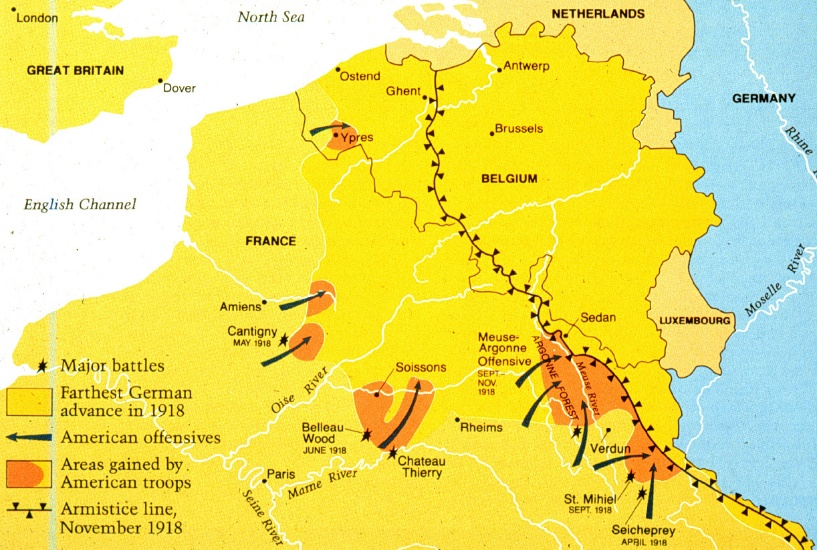 London
North Sea
NETHERLANDS
GREAT BRITAIN
Dover
Ostend
Antwerp
Ghent
GERMANY
Ypres
Brussels
Rhine
BELGIUM
English Channel
FRANCE
Moselle River
Amiens
LUXEMBOURG
Cantigny
MAY 1918
Sedan
Meuse-
Argonne
Offensive
SEPT.-
NOV.
1918
ARGONNE FOREST
Meuse River
Soissons
Oise River
Belleau
Wood
JUNE 1918
Rheims
Chateau
Thierry
Verdun
Paris
Marne River
Seine River
St. Mihiel
SEPT. 1918
Seicheprey
APRIL 1918
Major battles
Farthest German
advance in 1918
American offensives
Areas gained by
American troops
Armistice line,
November 1918